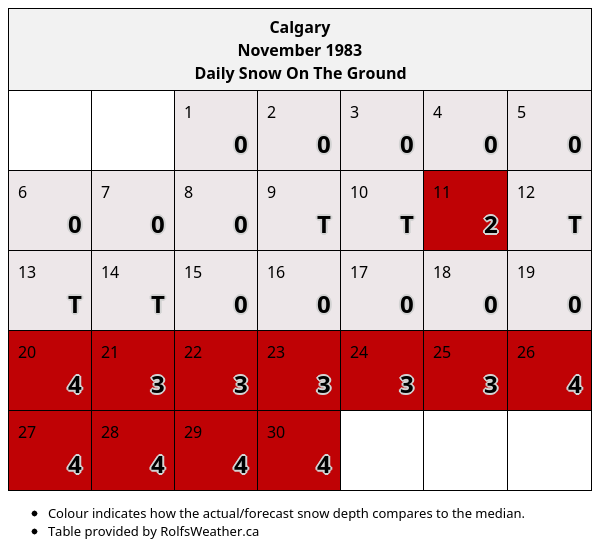 Calgary
November 1983
Daily Snow On The Ground
1 2 3 4 5
0 0 0 0 0
6 7 8 9 10 11 12
0 0 0 T T 2 T
13 14 15 16 17 18 19
T T 0 0 0 0 0
20 21 22 23 24 25 26
4 3 3 3 3 3 4
27 28 29 30
4 4 4 4
• Colour indicates how the actual/forecast snow depth compares to the median.
• Table provided by RolfsWeather.ca